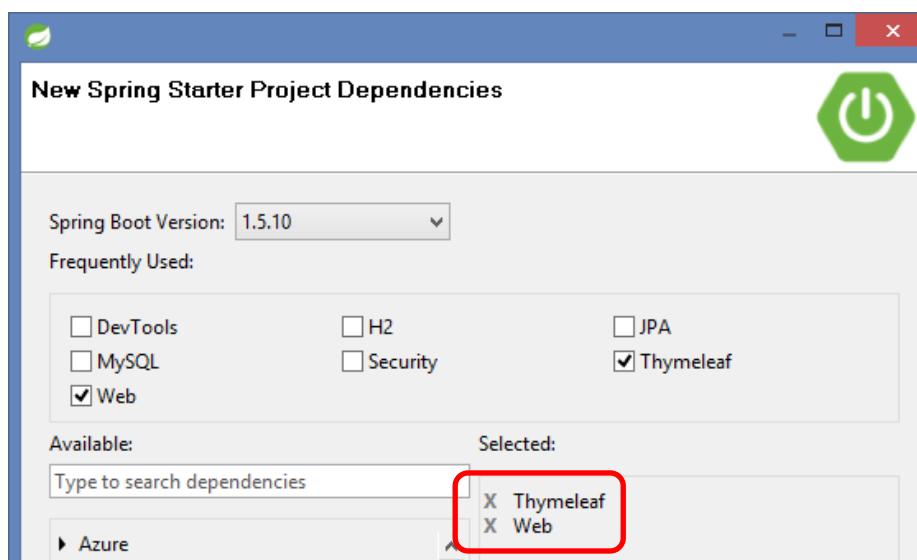 New Spring Starter Project Dependencies
Spring Boot Version: 1.5.10
Frequently Used:
DevTools H2 JPA
MySQL Security Thymeleaf
Web
Available: Selected:
Type to search dependencies
X Thymeleaf
X Web
Azure